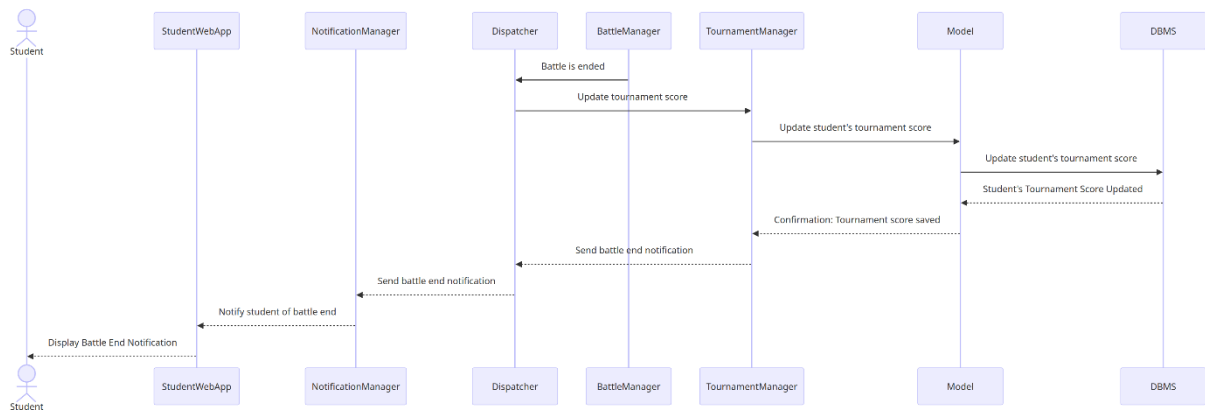 StudentWebApp NotificationManager Dispatcher BattleManager TournamentManager Model DBMS
Student
Battle is ended
Update tournament score
Update student's tournament score
Update student's tournament score
Student's Tournament Score Updated
Confirmation: Tournament score saved
Send battle end notification
Send battle end notification
Notify student of battle end
Display Battle End Notification
StudentWebApp NotificationManager Dispatcher BattleManager TournamentManager Model DBMS
Student